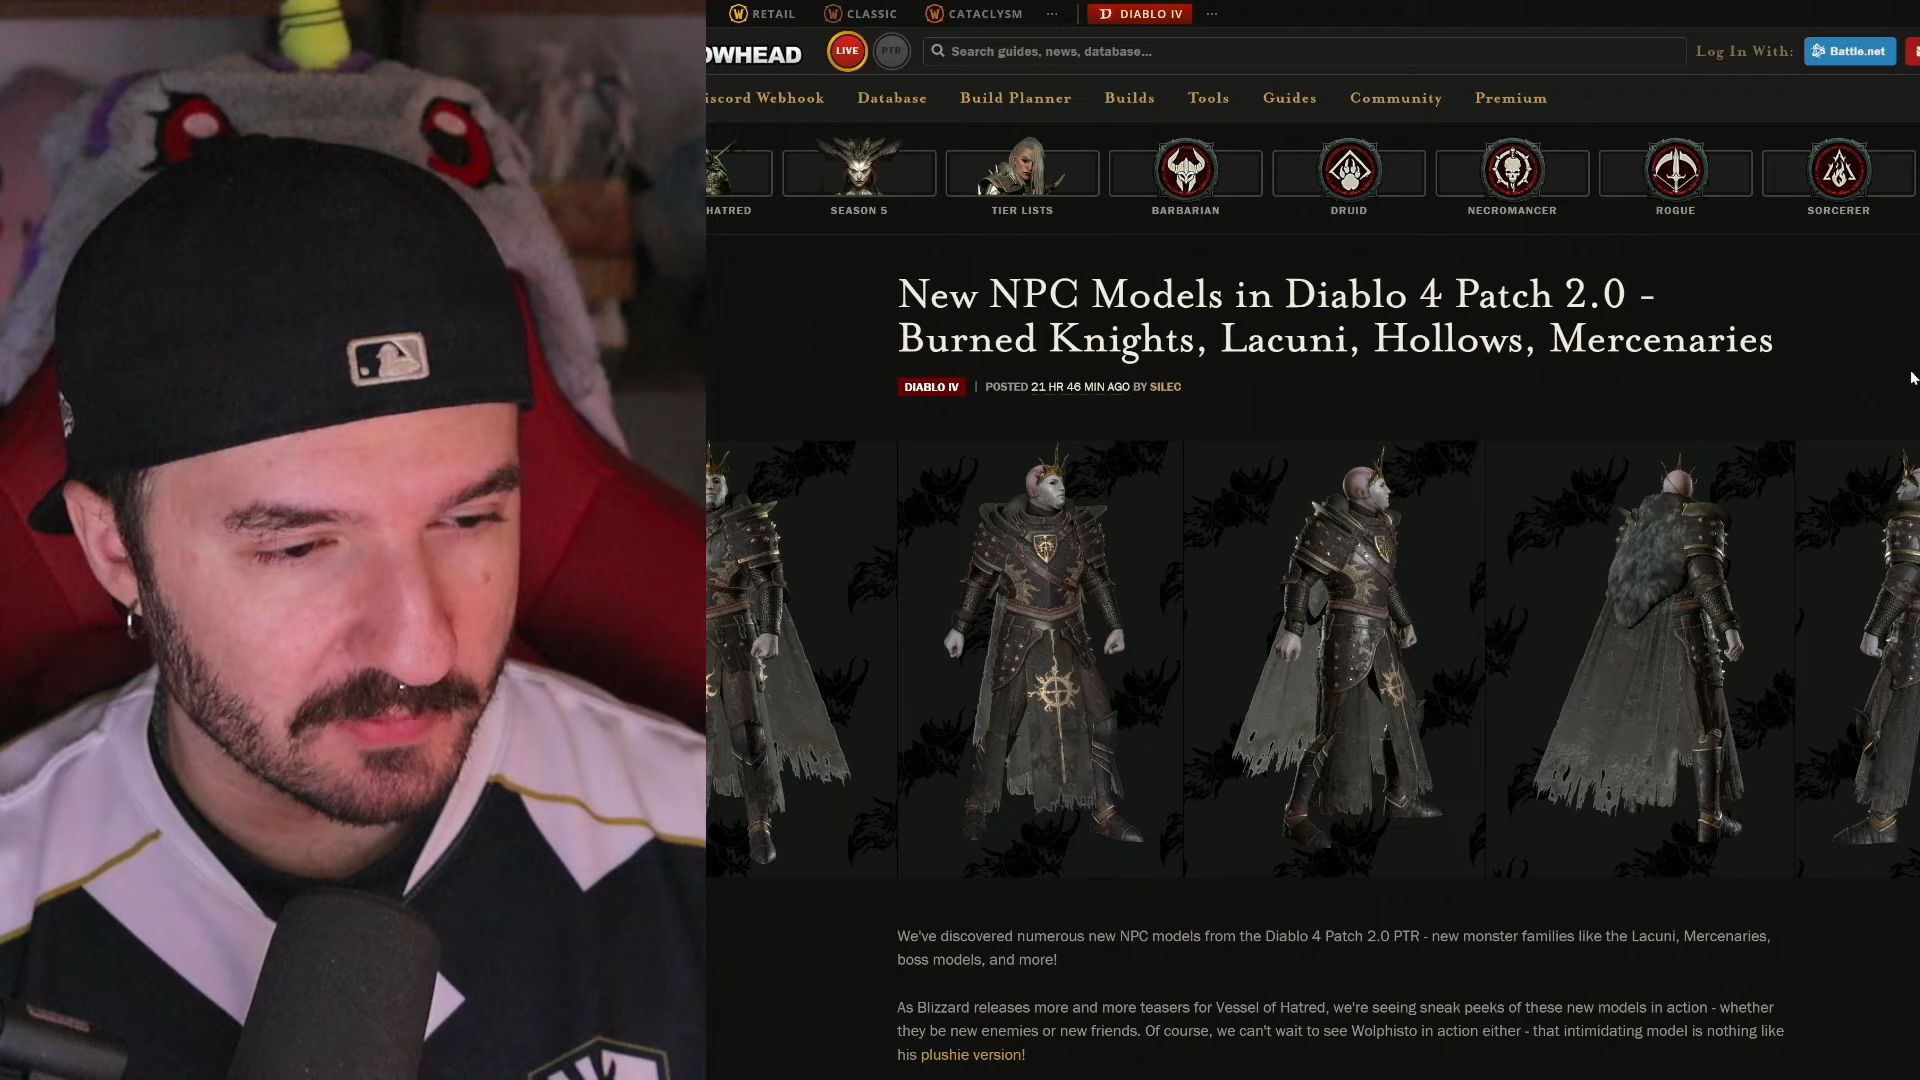 RETAIL CLASSIC CATACLYSM ... DIABLO IV ...
OWHEAD LIVE PTR Search guides, news, database... Log In With: Battle.net
iscord Webhook Database Build Planner Builds Tools Guides Community Premium
HATRED SEASON 5 TIER LISTS BARBARIAN DRUID NECROMANCER ROGUE SORCERER
New NPC Models in Diablo 4 Patch 2.0 -
Burned Knights, Lacuni, Hollows, Mercenaries
DIABLO IV | POSTED 21 HR 46 MIN AGO BY SILEC
We've discovered numerous new NPC models from the Diablo 4 Patch 2.0 PTR - new monster families like the Lacuni, Mercenaries,
boss models, and more!
As Blizzard releases more and more teasers for Vessel of Hatred, we're seeing sneak peeks of these new models in action - whether
they be new enemies or new friends. Of course, we can't wait to see Wolphisto in action either - that intimidating model is nothing like
his plushie version!